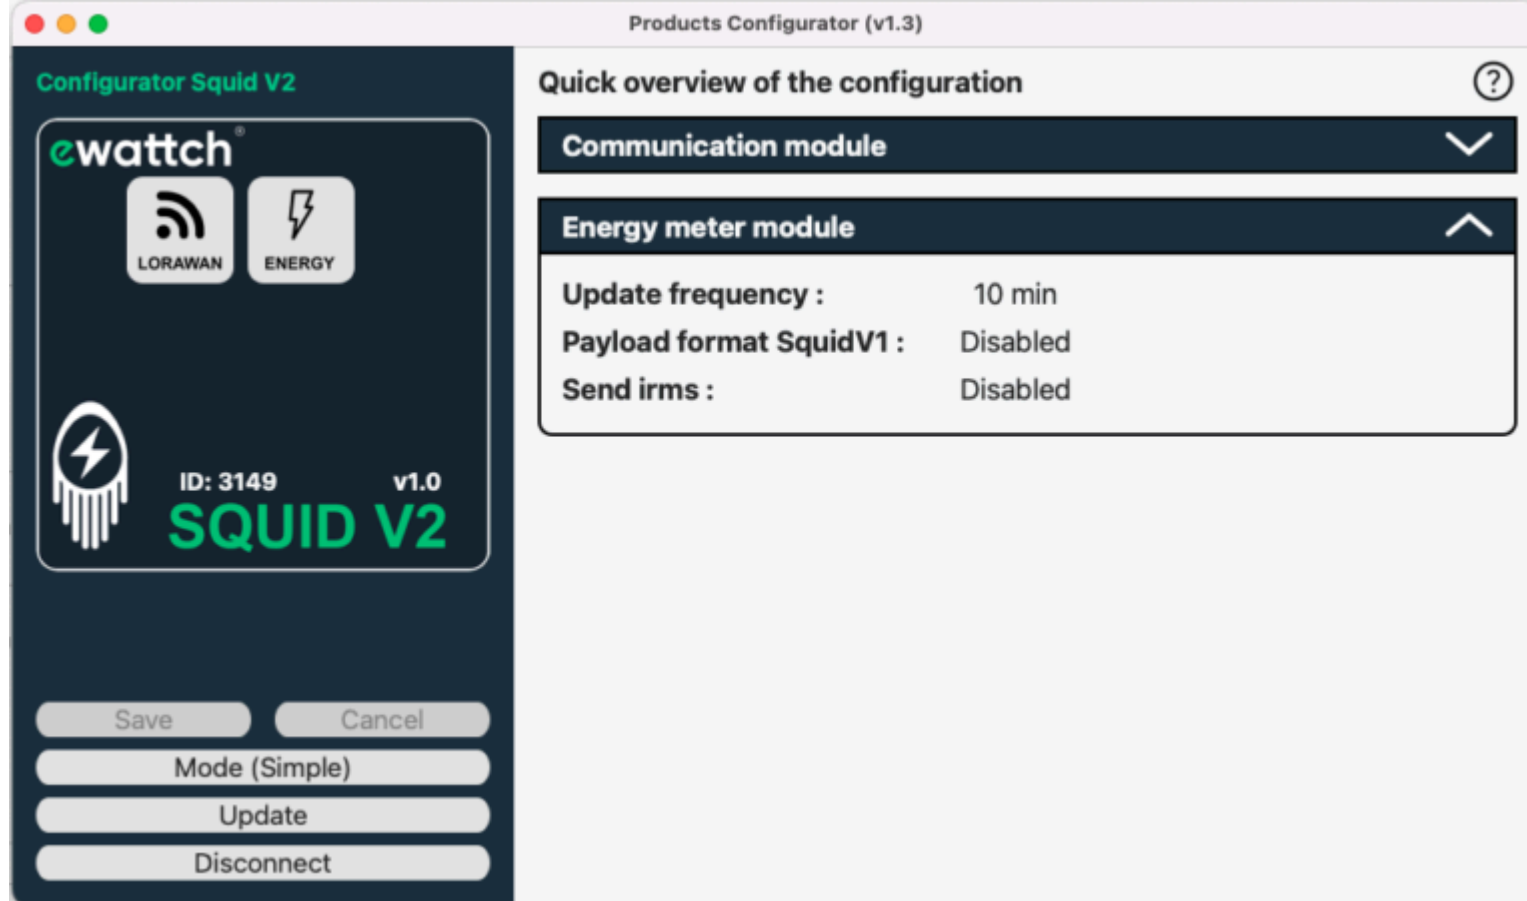 Products Configurator (v1.3)
Configurator Squid V2
ewattch®
LORAWAN
ENERGY
ID: 3149 v1.0
SQUID V2
Save Cancel
Mode (Simple)
Update
Disconnect
Quick overview of the configuration ?
Communication module
Energy meter module
Update frequency : 10 min
Payload format SquidV1 : Disabled
Send irms : Disabled